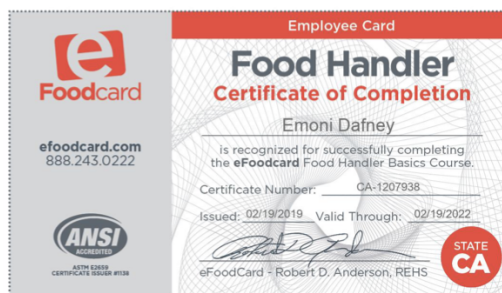 Employee Card
e
Foodcard
efoodcard.com
888.243.0222
ANSI
ACCREDITED
ASTM E2659
CERTIFICATE ISSUER #1138
Food Handler
Certificate of Completion
Emoni Dafney
is recognized for successfully completing
the eFoodcard Food Handler Basics Course.
Certificate Number: CA-1207938
Issued: 02/19/2019 Valid Through: 02/19/2022
eFoodCard - Robert D. Anderson, REHS
STATE
CA